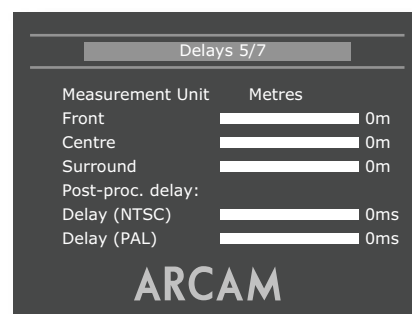 Delays 5/7
Measurement Unit Metres
Front 0m
Centre 0m
Surround 0m
Post-proc. delay:
Delay (NTSC) 0ms
Delay (PAL) 0ms
ARCAM